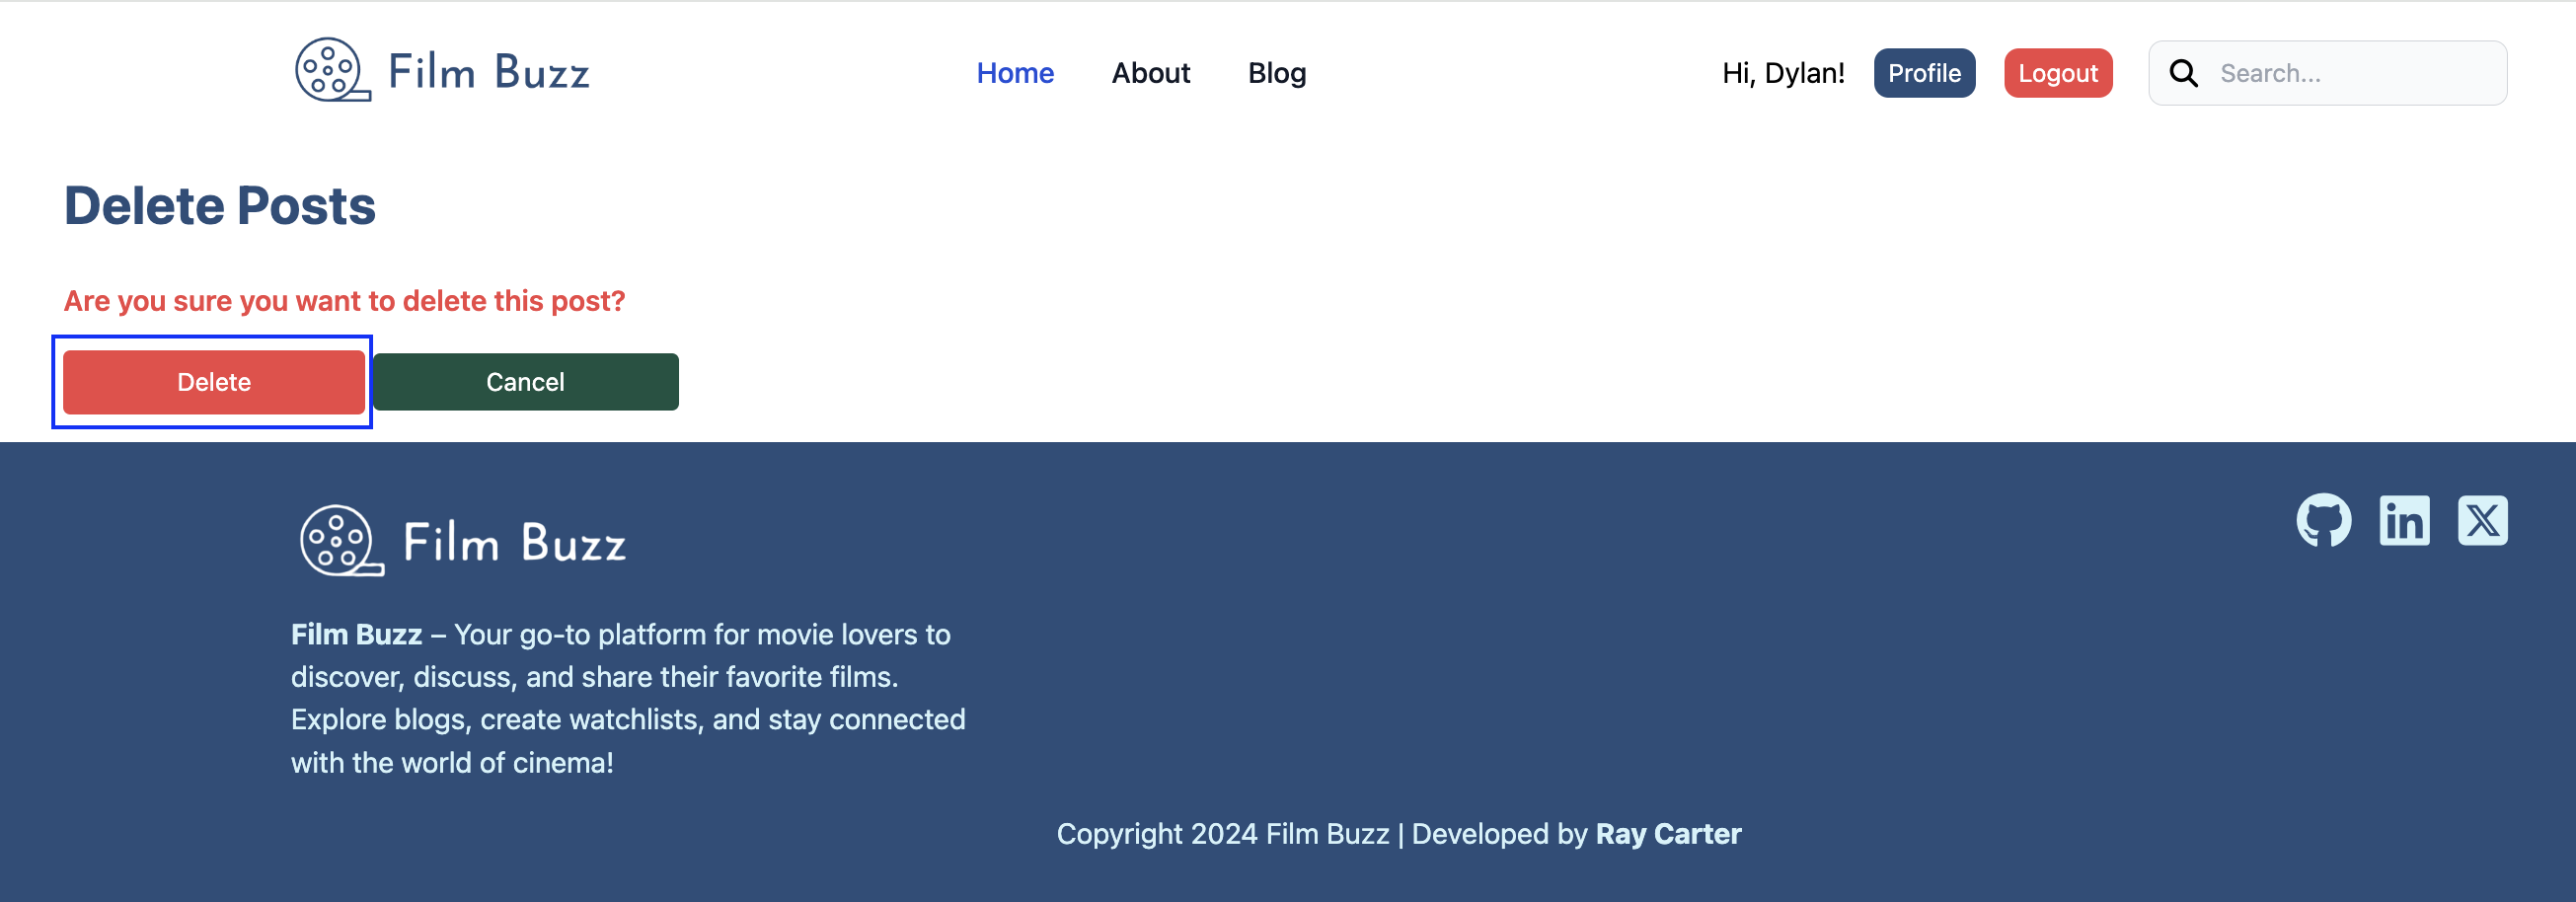 Film Buzz
Home About Blog
Hi, Dylan! Profile Logout Search...
Delete Posts
Are you sure you want to delete this post?
Delete Cancel
Film Buzz
Film Buzz – Your go-to platform for movie lovers to
discover, discuss, and share their favorite films.
Explore blogs, create watchlists, and stay connected
with the world of cinema!
in X
Copyright 2024 Film Buzz | Developed by Ray Carter